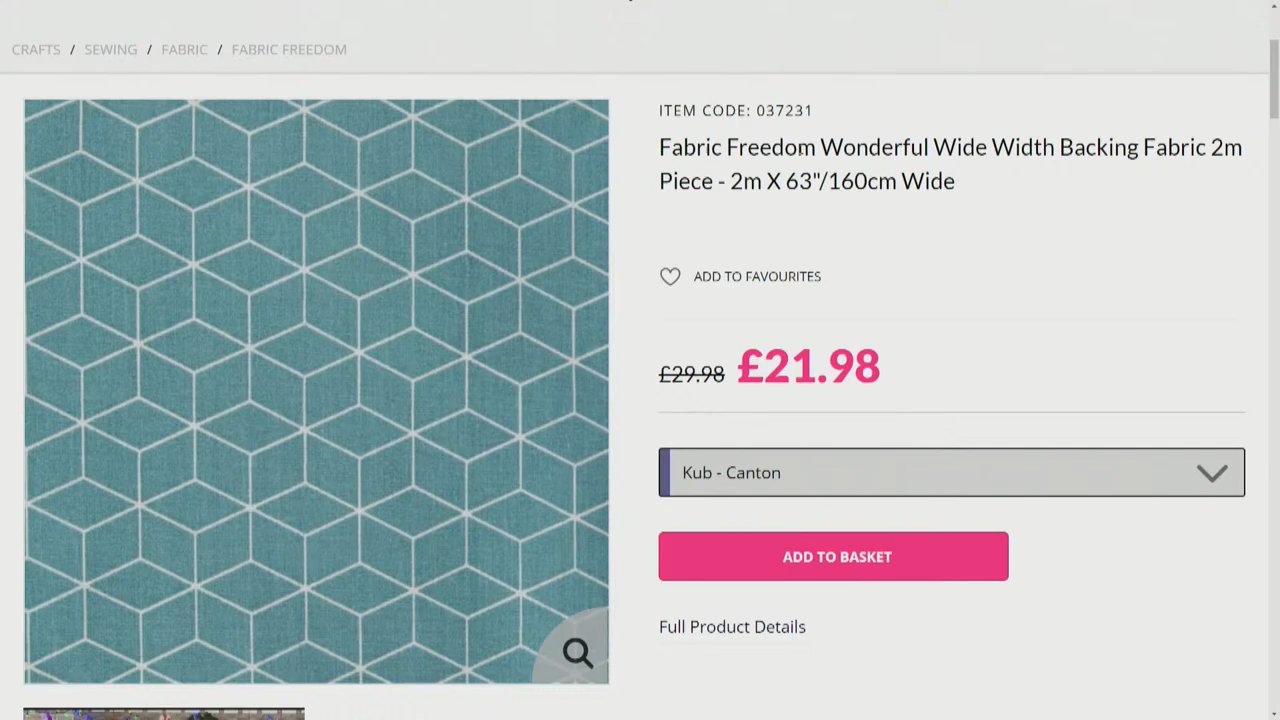 CRAFTS / SEWING / FABRIC / FABRIC FREEDOM
ITEM CODE: 037231
Fabric Freedom Wonderful Wide Width Backing Fabric 2m
Piece - 2m X 63"/160cm Wide
ADD TO FAVOURITES
£29.98 £21.98
Kub - Canton
ADD TO BASKET
Full Product Details